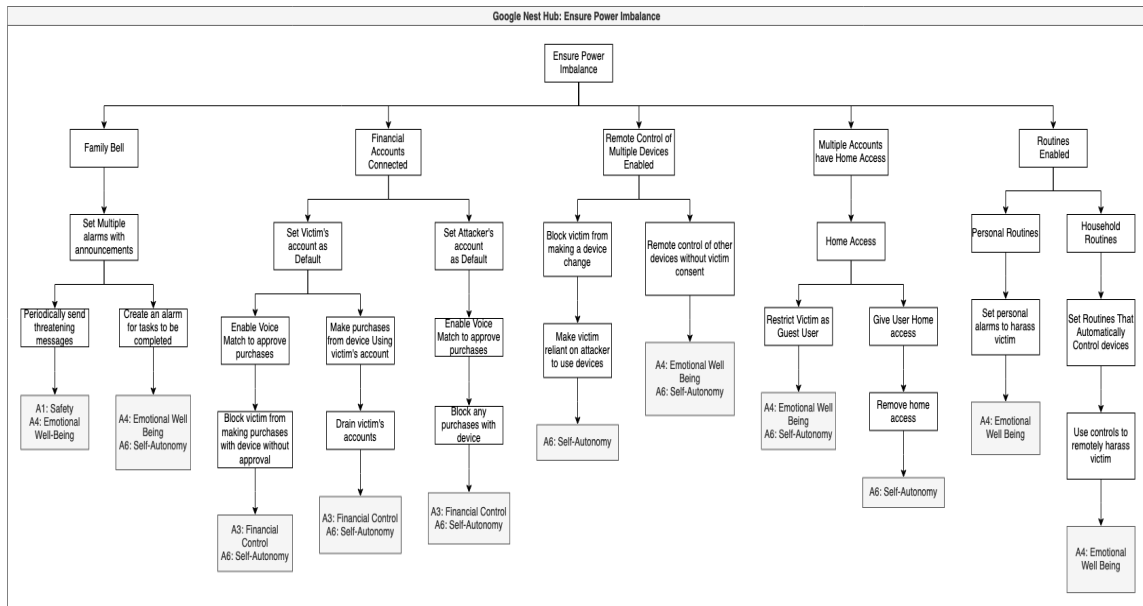 Google Nest Hub: Ensure Power Imbalance
Ensure Power
Imbalance
Family Bell
Financial
Accounts
Connected
Remote Control of
Multiple Devices
Enabled
Multiple Accounts
have Home Access
Routines
Enabled
Set Multiple
alarms with
announcements
Set Victim's
account as
Default
Set Attacker's
account
as Default
Block victim from
making a device
change
Remote control of other
devices without victim
consent
Home Access
Personal Routines
Household
Routines
Periodically send
threatening
messages
Create an alarm
for tasks to be
completed
Enable Voice
Match to approve
purchases
Make purchases
from device Using
victim's account
Enable Voice
Match to approve
purchases
Make victim
reliant on attacker
to use devices
Restrict Victim as
Guest User
Give User Home
access
Set personal
alarms to harass
victim
Set Routines That
Automatically
Control devices
A1: Safety
A4: Emotional
Well-Being
A4: Emotional Well
Being
A6: Self-Autonomy
Block victim from
making purchases
with device without
approval
Drain victim's
accounts
Block any
purchases with
device
A6: Self-Autonomy
A4: Emotional Well
Being
A6: Self-Autonomy
A4: Emotional Well
Being
A6: Self-Autonomy
Remove home
access
A4: Emotional
Well Being
Use controls to
remotely harass
victim
A3: Financial
Control
A6: Self-Autonomy
A3: Financial Control
A6: Self-Autonomy
A3: Financial Control
A6: Self-Autonomy
A6: Self-Autonomy
A4: Emotional
Well Being